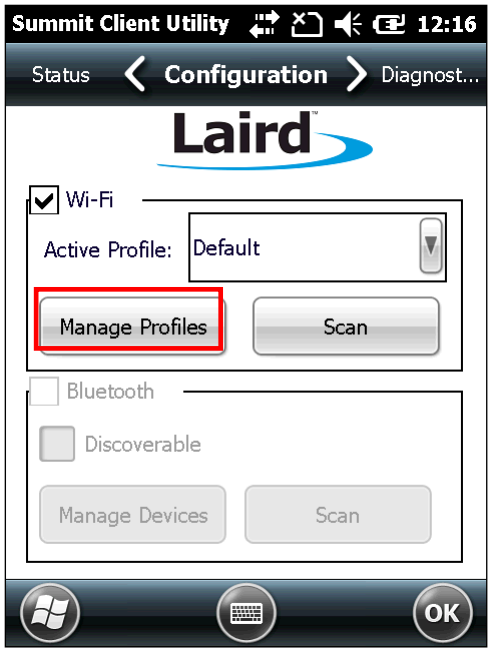 Summit Client Utility 12:16
Status Configuration Diagnost...
Laird™
Wi-Fi
Active Profile: Default
Manage Profiles Scan
Bluetooth
Discoverable
Manage Devices Scan
OK